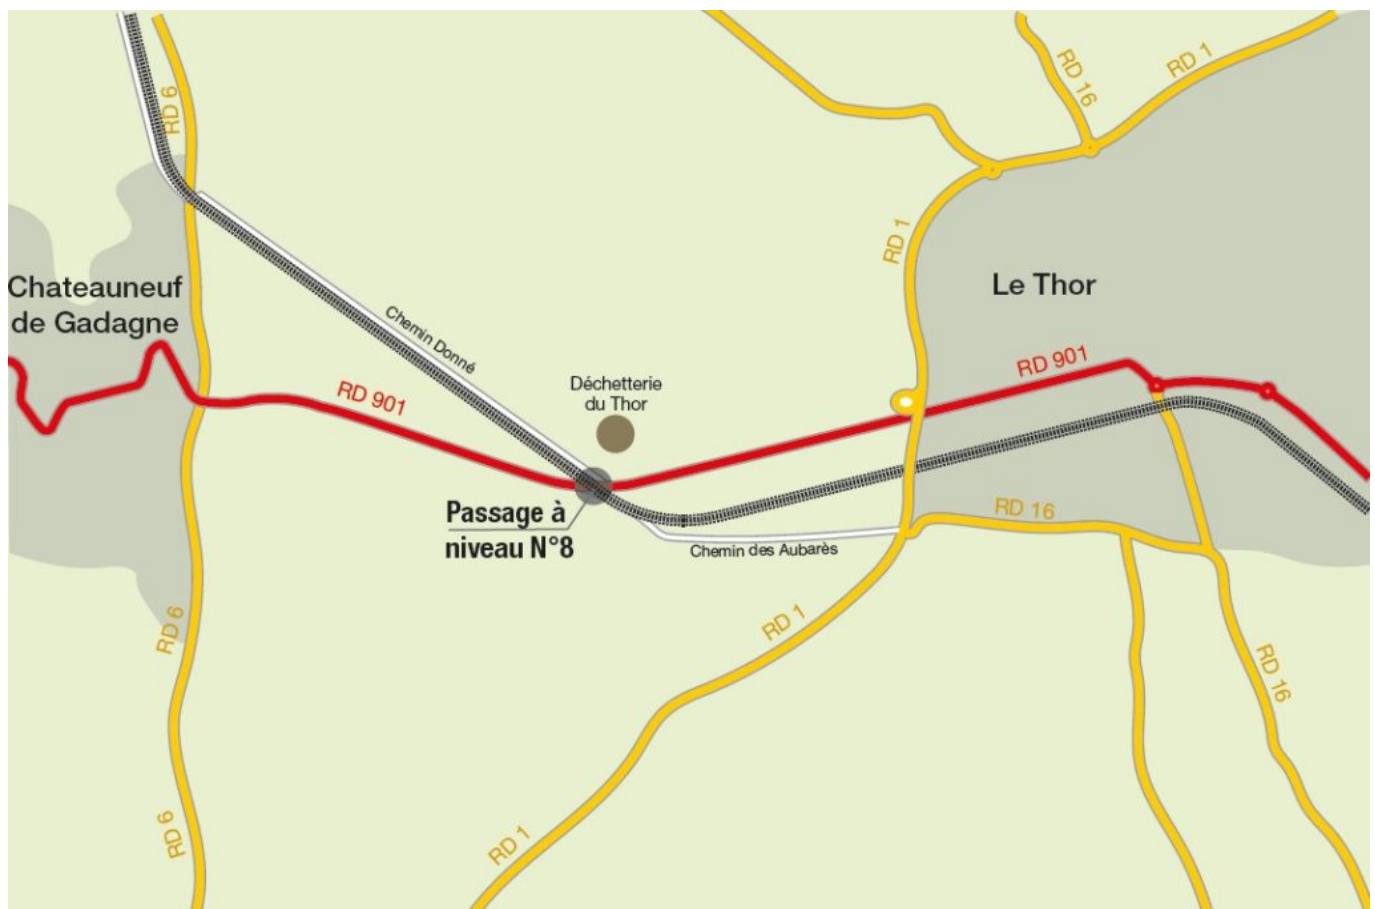 RD 6
RD 16
RD 1
RD 1
Chateauneuf
de Gadagne
Le Thor
Chemin Donné
RD 901
RD 901
Déchetterie
du Thor
Passage à
niveau N°8
RD 16
Chemin des Aubarès
RD 6
RD 1
RD 16
RD 6
RD 1